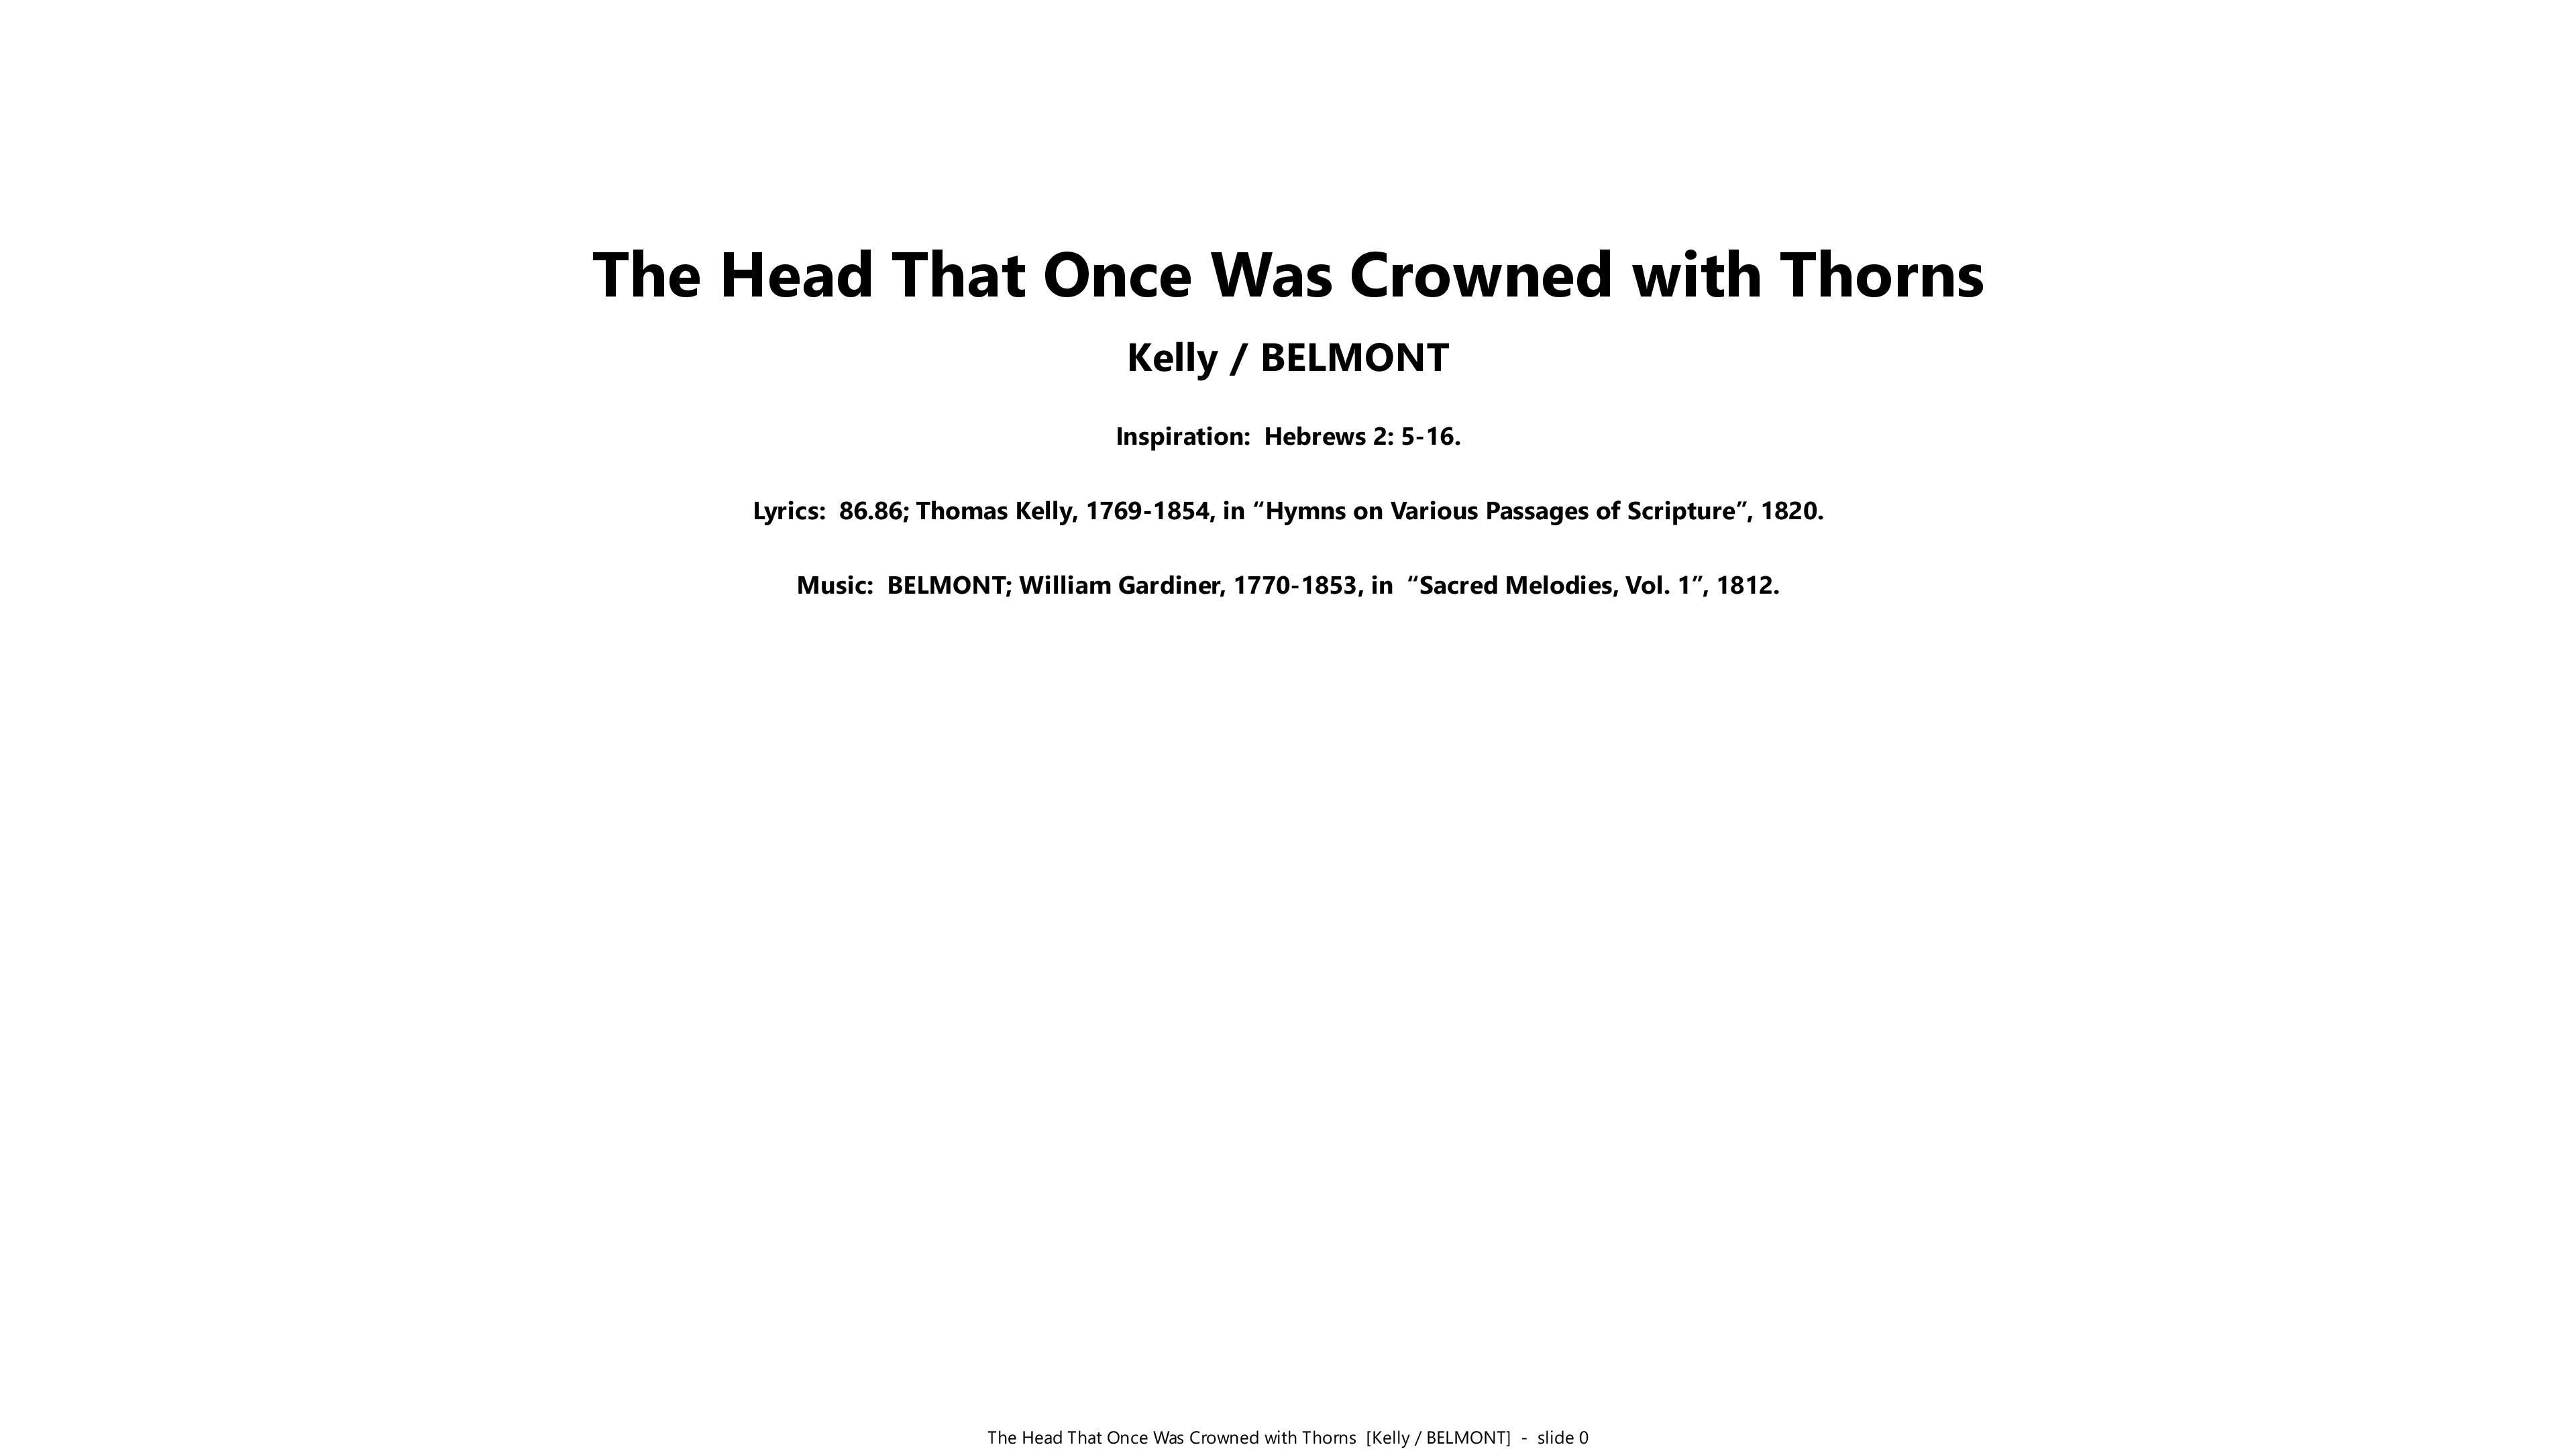 The Head That Once Was Crowned with Thorns
Kelly / BELMONT
Inspiration:  Hebrews 2: 5-16.
Lyrics:  86.86; Thomas Kelly, 1769-1854, in “Hymns on Various Passages of Scripture”, 1820.
Music:  BELMONT; William Gardiner, 1770-1853, in  “Sacred Melodies, Vol. 1”, 1812.
The Head That Once Was Crowned with Thorns  [Kelly / BELMONT]  -  slide 0